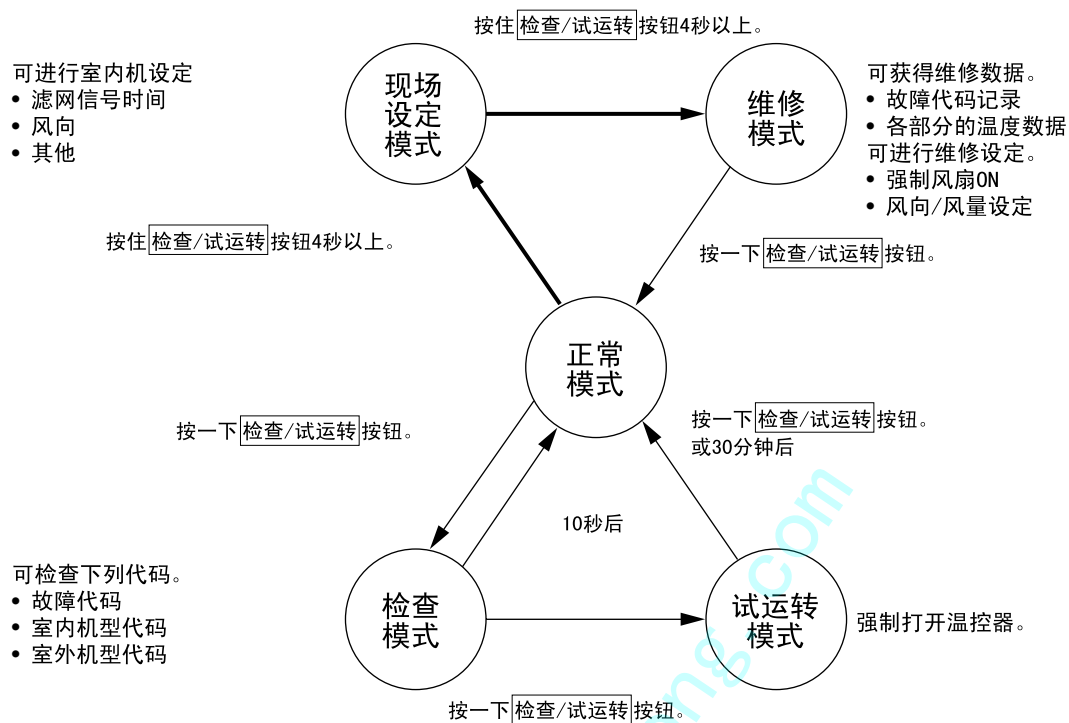 按住检查/试运转按钮4秒以上。
可进行室内机设定
• 滤网信号时间
• 风向
• 其他
现场
设定
模式
维修
模式
可获得维修数据。
• 故障代码记录
• 各部分的温度数据
可进行维修设定。
• 强制风扇ON
• 风向/风量设定
按住检查/试运转按钮4秒以上。
按一下检查/试运转按钮。
正常
模式
按一下检查/试运转按钮。
按一下检查/试运转按钮。
或30分钟后
10秒后
可检查下列代码。
• 故障代码
• 室内机型代码
• 室外机型代码
检查
模式
试运转
模式
强制打开温控器。
按一下检查/试运转按钮。
ng.com